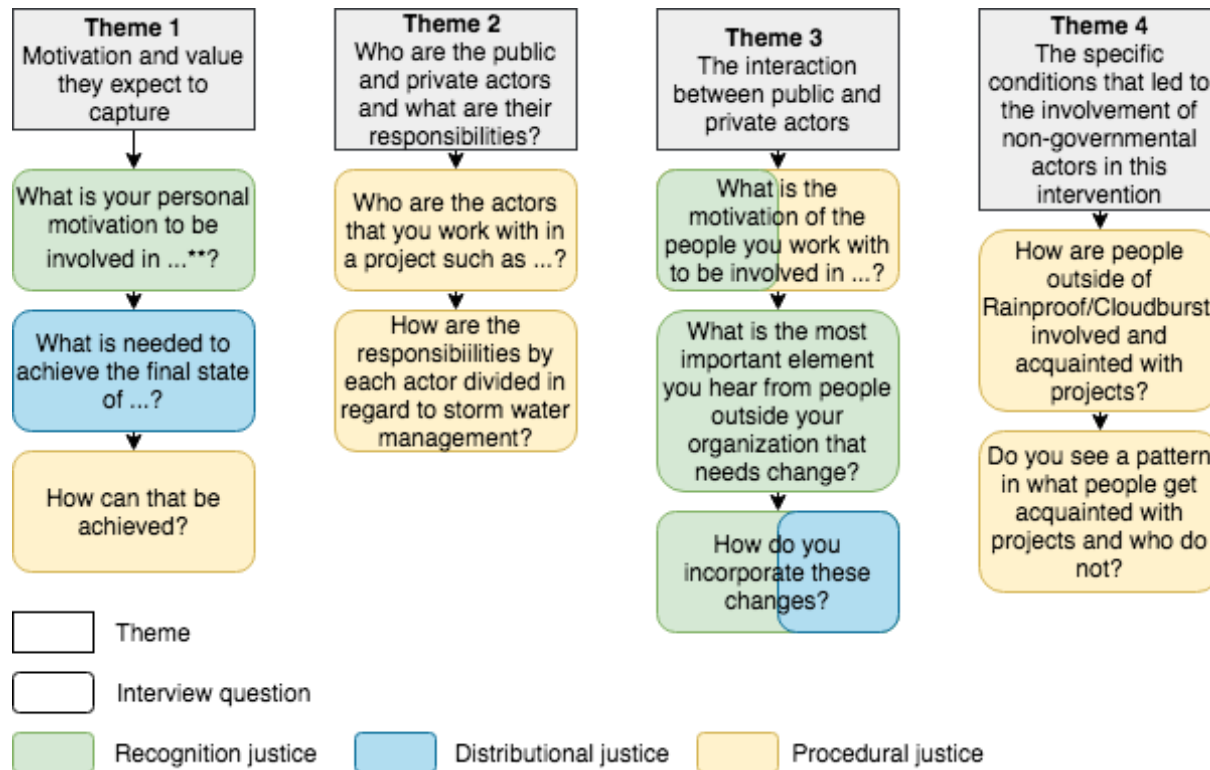 Theme 1
Motivation and value
they expect to
capture
What is your personal
motivation to be
involved in ...**?
What is needed to
achieve the final state
of ...?
How can that be
achieved?
Theme 2
Who are the public
and private actors
and what are their
responsibilities?
Who are the actors
that you work with in
a project such as ...?
How are the
responsibiilities by
each actor divided in
regard to storm water
management?
Theme 3
The interaction
between public and
private actors
What is the
motivation of the
people you work with
to be involved in ...?
What is the most
important element
you hear from people
outside your
organization that
needs change?
How do you
incorporate these
changes?
Theme 4
The specific
conditions that led to
the involvement of
non-governmental
actors in this
intervention
How are people
outside of
Rainproof/Cloudburst
involved and
acquainted with
projects?
Do you see a pattern
in what people get
acquainted with
projects and who do
not?
Theme
Interview question
Recognition justice
Distributional justice
Procedural justice